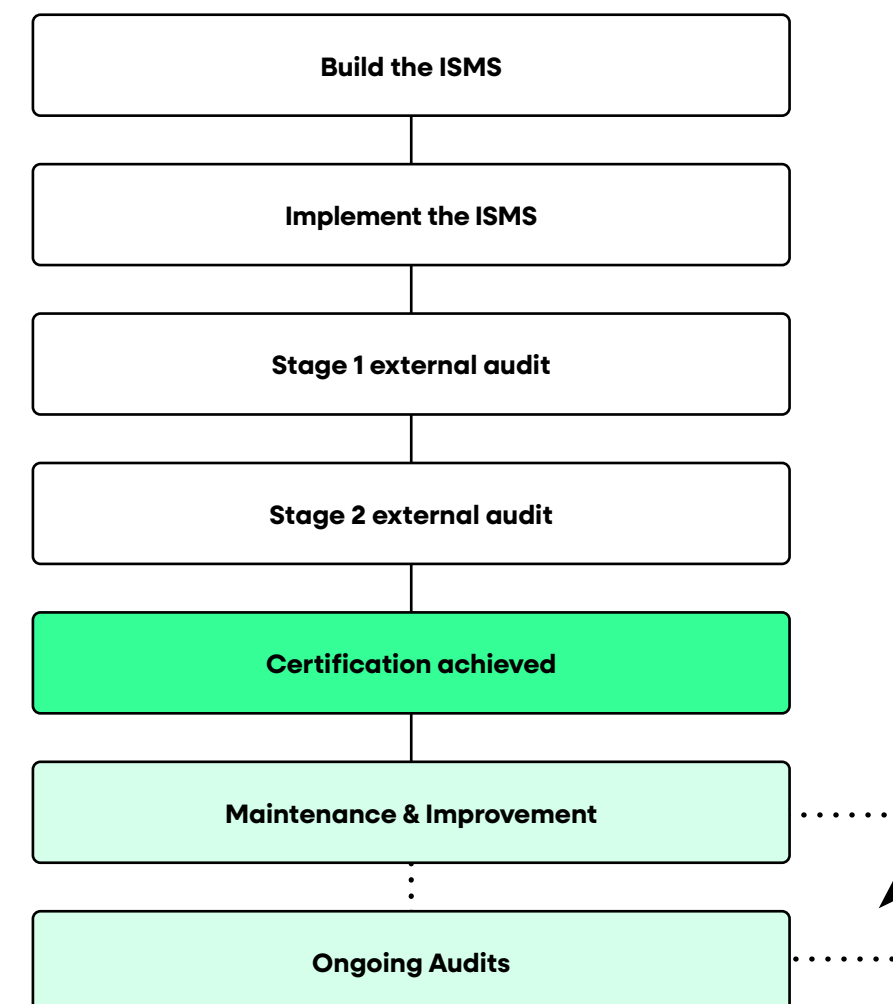 Build the ISMS
Implement the ISMS
Stage 1 external audit
Stage 2 external audit
Certification achieved
Maintenance & Improvement
Ongoing Audits